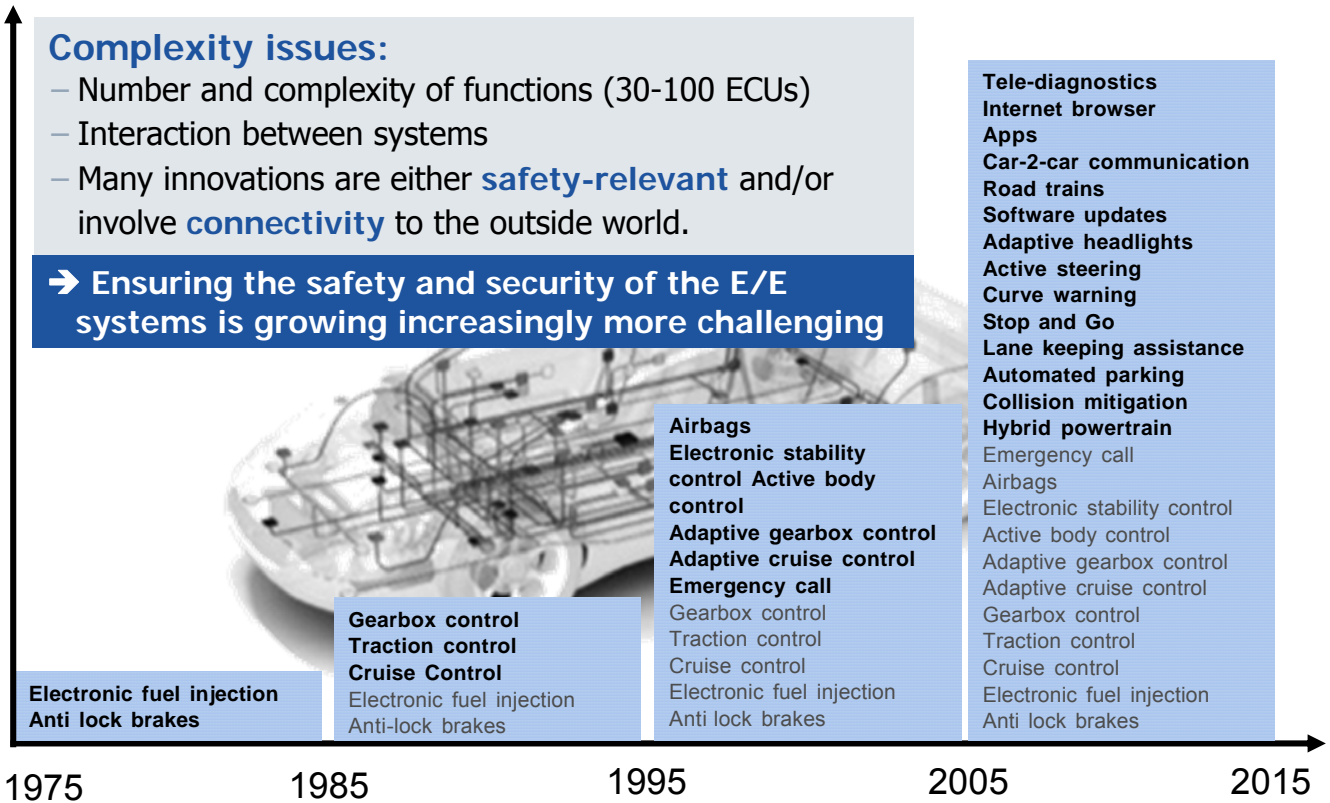 Complexity issues:
– Number and complexity of functions (30-100 ECUs)
– Interaction between systems
– Many innovations are either safety-relevant and/or
involve connectivity to the outside world.
➔ Ensuring the safety and security of the E/E
systems is growing increasingly more challenging
Electronic fuel injection
Anti lock brakes
Gearbox control
Traction control
Cruise Control
Electronic fuel injection
Anti-lock brakes
Airbags
Electronic stability
control Active body
control
Adaptive gearbox control
Adaptive cruise control
Emergency call
Gearbox control
Traction control
Cruise control
Electronic fuel injection
Anti lock brakes
Tele-diagnostics
Internet browser
Apps
Car-2-car communication
Road trains
Software updates
Adaptive headlights
Active steering
Curve warning
Stop and Go
Lane keeping assistance
Automated parking
Collision mitigation
Hybrid powertrain
Emergency call
Airbags
Electronic stability control
Active body control
Adaptive gearbox control
Adaptive cruise control
Gearbox control
Traction control
Cruise control
Electronic fuel injection
Anti lock brakes
1975
1985
1995
2005
2015